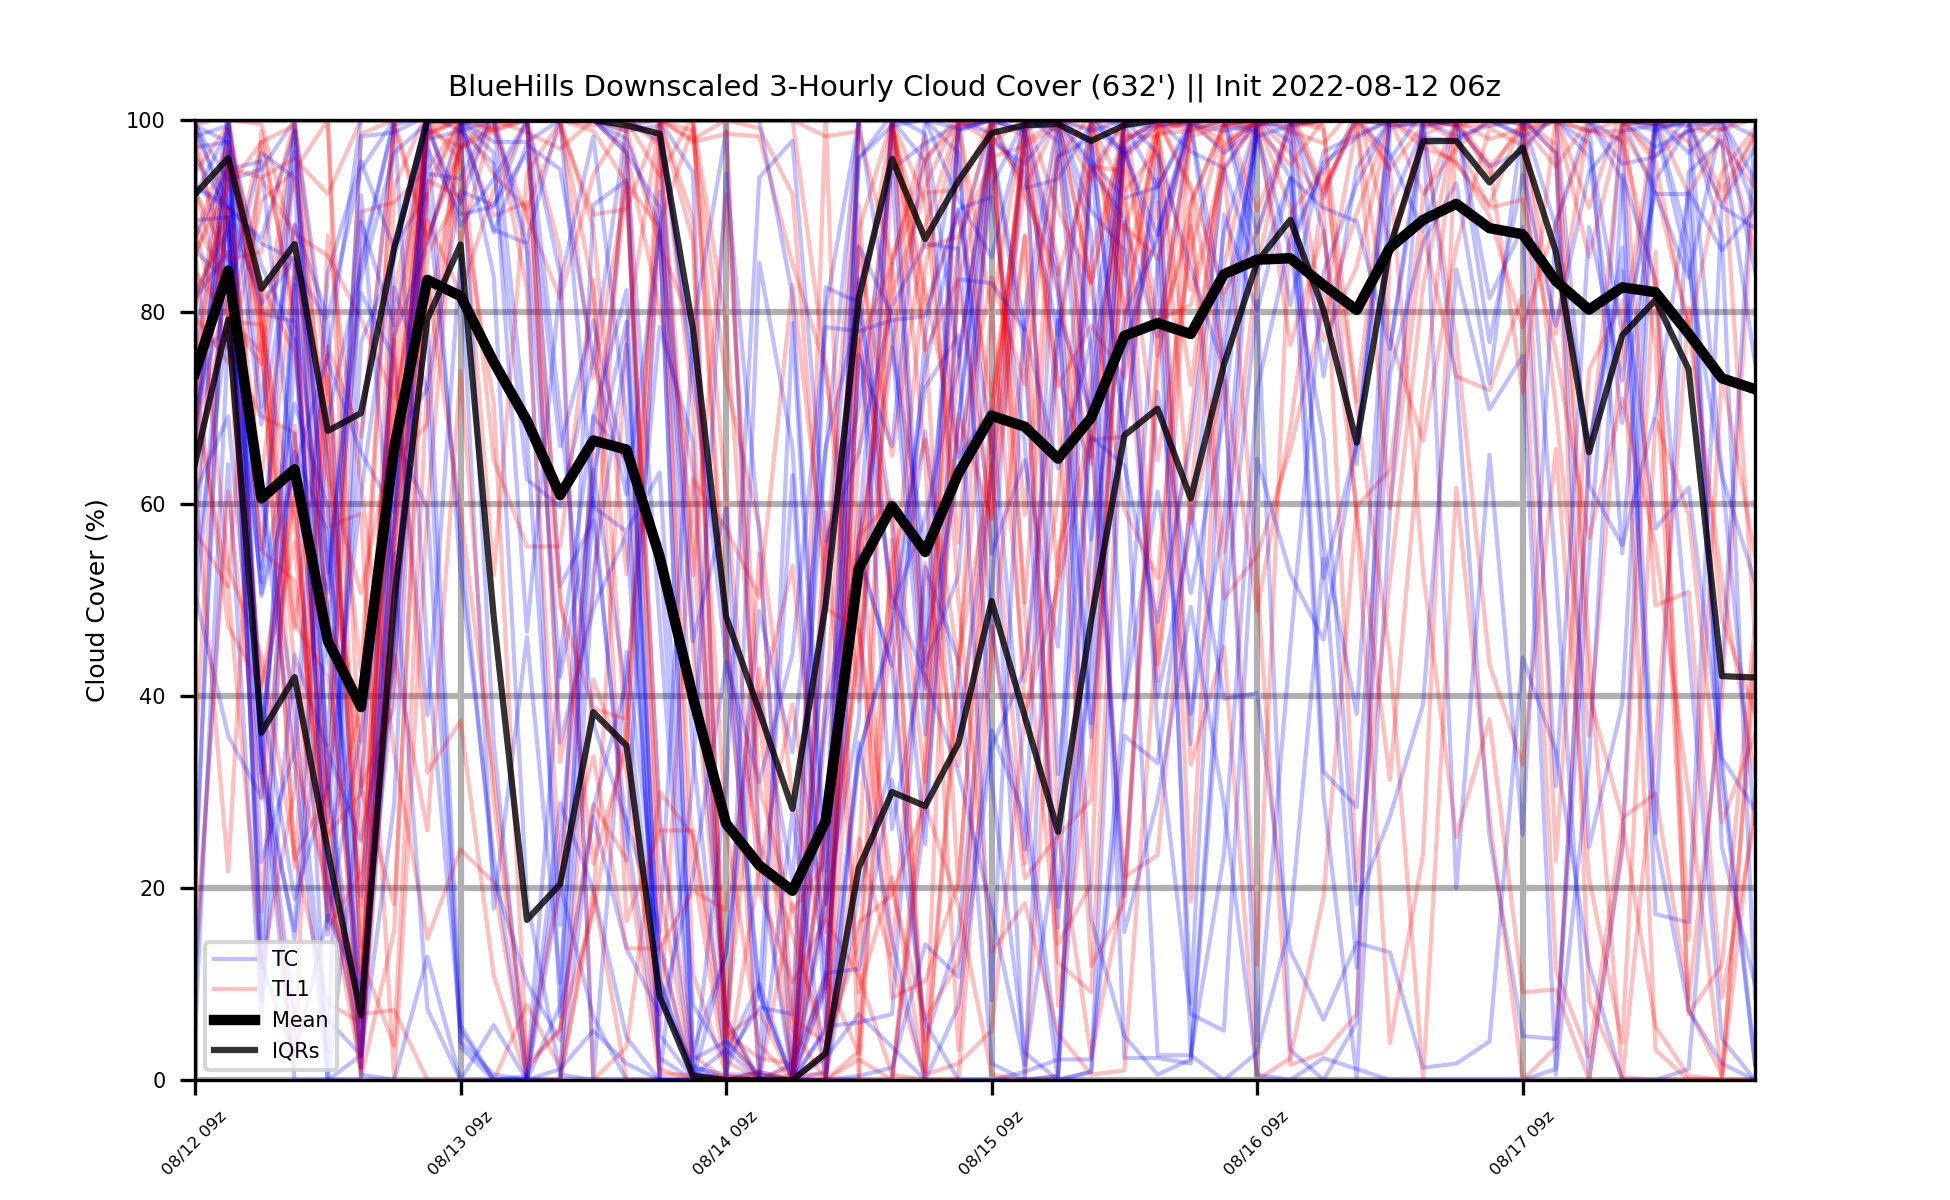 BlueHills Downscaled 3-Hourly Cloud Cover (632') || Init 2022-08-12 06z
100
80
60
40
20
0
Cloud Cover (%)
TC
TL1
Mean
IQRs
08/12 09z
08/13 09z
08/14 09z
08/15 09z
08/16 09z
08/17 09z